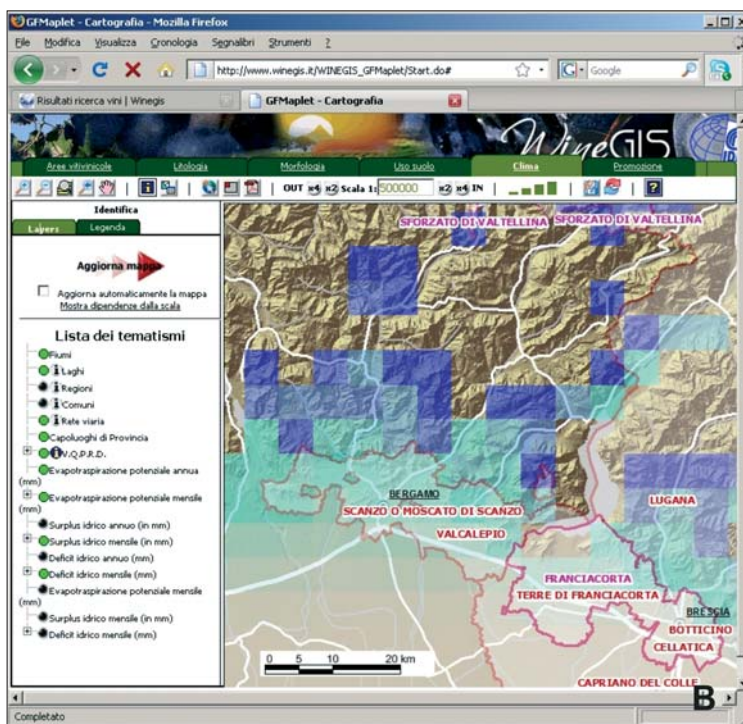 GFMaplet - Cartografia - Mozilla Firefox
File Modifica Visualizza Cronologia Segnalibri Strumenti ?
http://www.winegis.it/WINEGIS_GFMaplet/Start.do#
Google
Risultati ricerca vini | Winegis
GFMaplet - Cartografia
WineGIS
Aree vitivinicole Litologia Morfologia Uso suolo Clima Promozione
OUT x4 x2 Scala 1: 500000 x2 x4 IN
Identifica
Layers Legenda
Aggiorna mappa
Aggiorna automaticamente la mappa
Mostra dipendenze dalla scala
Lista dei tematismi
Fiumi
Laghi
Regioni
Comuni
Rete viaria
Capoluoghi di Provincia
V.Q.P.R.D.
Evapotraspirazione potenziale annua
(mm)
Evapotraspirazione potenziale mensile
(mm)
Surplus idrico annuo (in mm)
Surplus idrico mensile (in mm)
Deficit idrico annuo (mm)
Deficit idrico mensile (mm)
Evapotraspirazione potenziale mensile
(mm)
Surplus idrico mensile (in mm)
Deficit idrico mensile (mm)
SFORZATO DI VALTELLINA SFORZATO DI VALTELLINA
BERGAMO
SCANZO O MOSCATO DI SCANZO
LUGANA
VALCALEPIO
FRANCIACORTA
TERRE DI FRANCIACORTA
BRESCIA
BOTTICINO
CELLATICA
CAPRIANO DEL COLLE
0 5 10 20 km
B
Completato